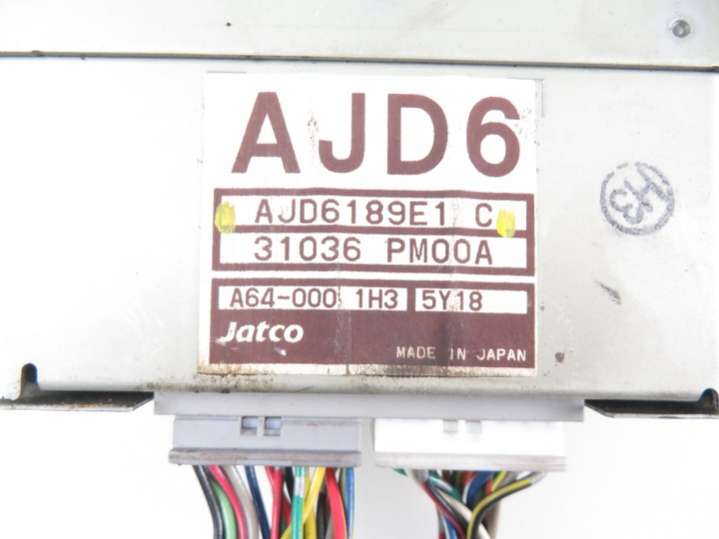 AJD6
AJD6189E1 C
31036 PM00A
A64-000 1H3 5Y18
Jatco
MADE IN JAPAN